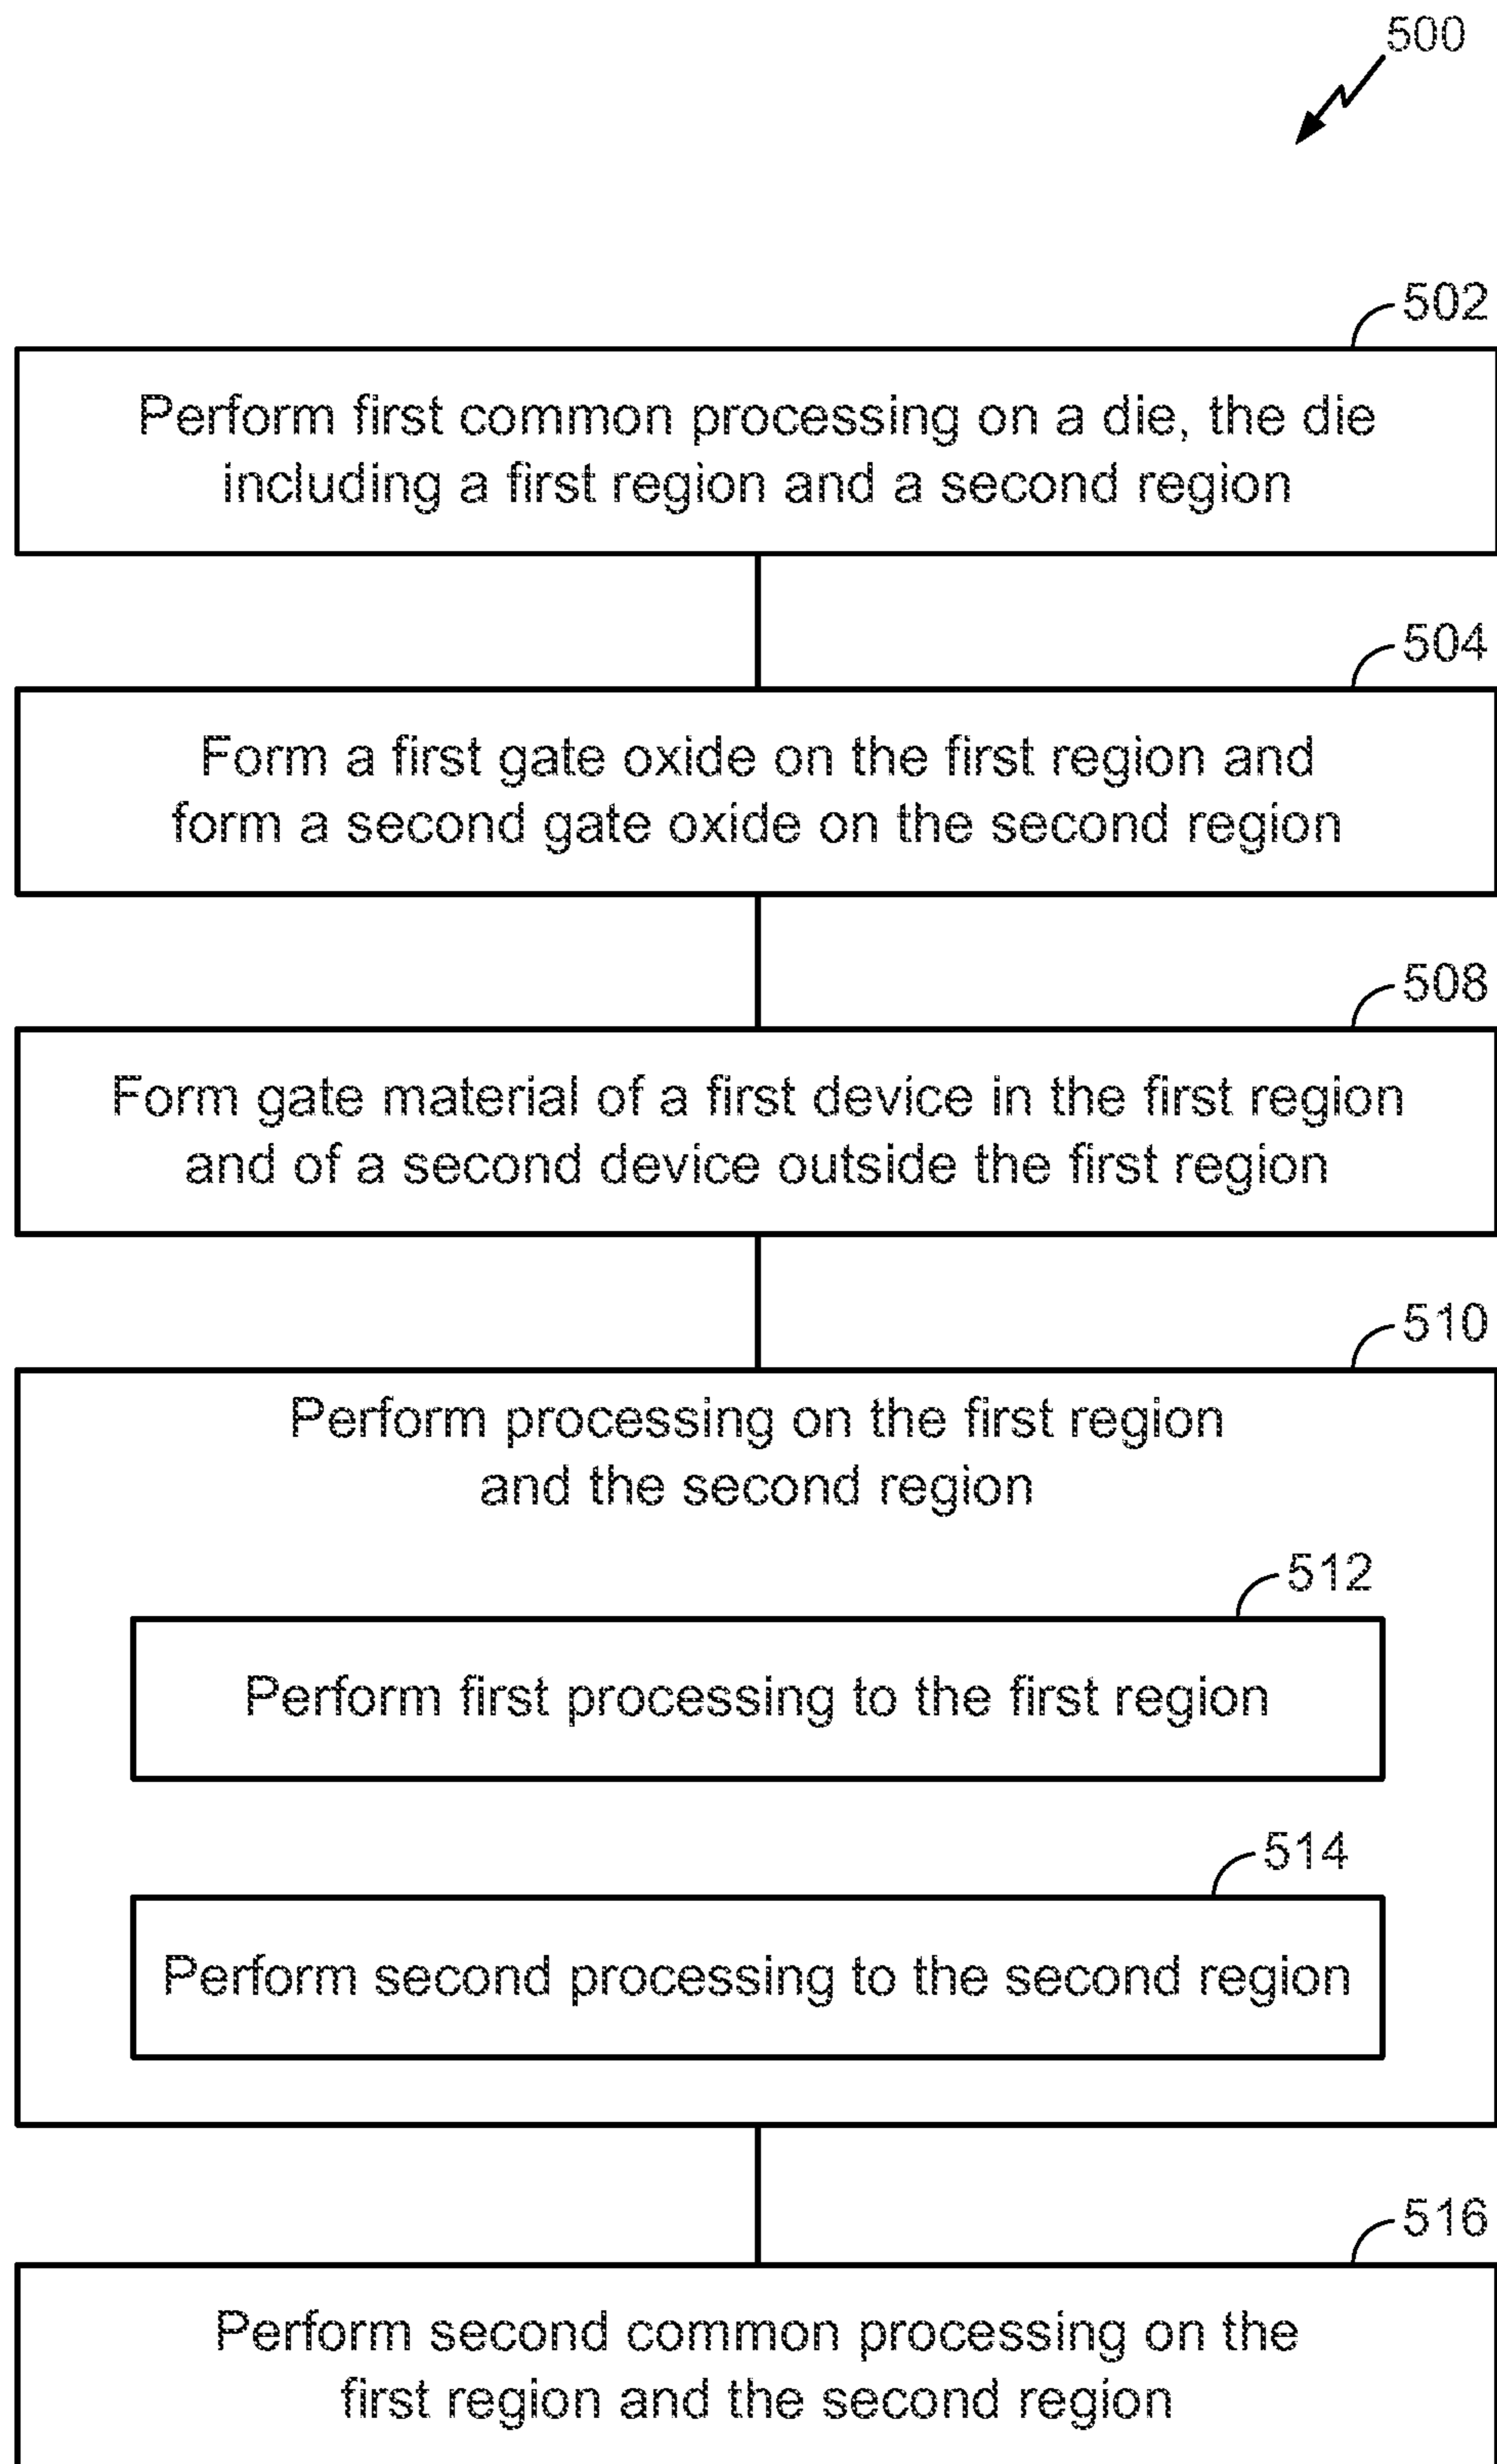 500
502
Perform first common processing on a die, the die
including a first region and a second region
504
Form a first gate oxide on the first region and
form a second gate oxide on the second region
508
Form gate material of a first device in the first region
and of a second device outside the first region
510
Perform processing on the first region
and the second region
512
Perform first processing to the first region
514
Perform second processing to the second region
516
Perform second common processing on the
first region and the second region